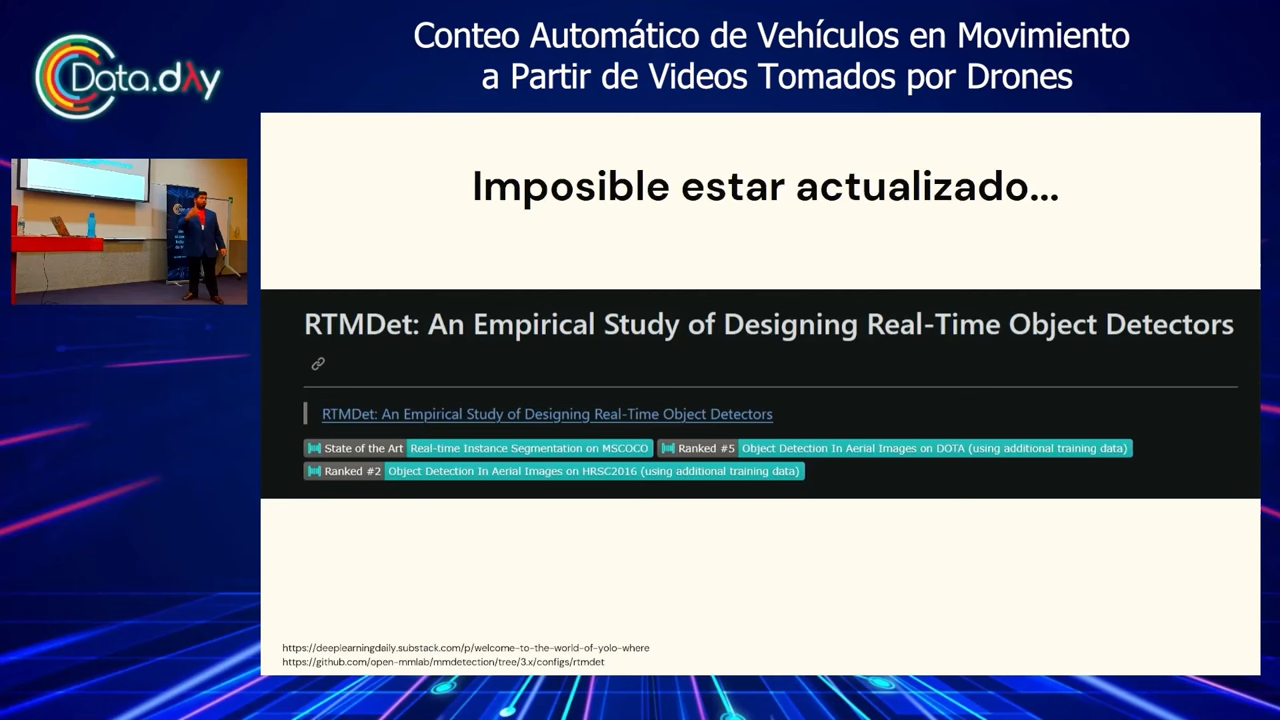 Conteo Automático de Vehículos en Movimiento
a Partir de Videos Tomados por Drones
Data.dλy
Imposible estar actualizado...
RTMDet: An Empirical Study of Designing Real-Time Object Detectors
RTMDet: An Empirical Study of Designing Real-Time Object Detectors
State of the Art Real-time Instance Segmentation on MSCOCO Ranked #5 Object Detection In Aerial Images on DOTA (using additional training data)
Ranked #2 Object Detection In Aerial Images on HRSC2016 (using additional training data)
https://deeplearningdaily.substack.com/p/welcome-to-the-world-of-yolo-where
https://github.com/open-mmlab/mmdetection/tree/3.x/configs/rtmdet